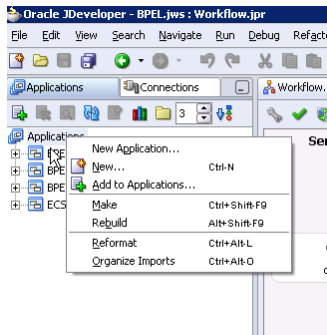 Oracle JDeveloper - BPEL.jws : Workflow.jpr
File Edit View Search Navigate Run Debug Refacto
Applications Connections Workflow.
3
Applications
New Application...
New... Ctrl-N
BPE
Add to Applications...
BPE
ECS
Make Ctrl+Shift-F9
Rebuild Alt+Shift-F9
Reformat Ctrl+Alt-L
Organize Imports Ctrl+Alt-O
Ser